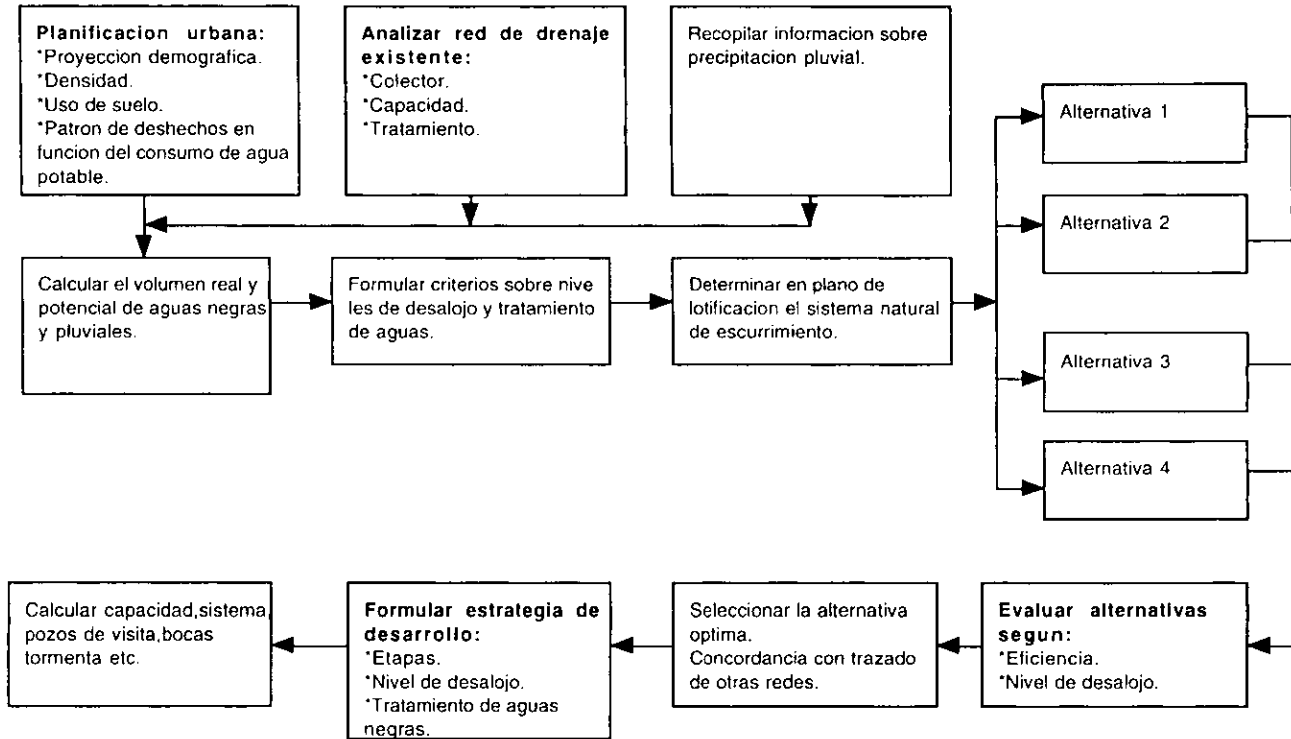 Planificacion urbana:
*Proyeccion demografica.
*Densidad.
*Uso de suelo.
*Patron de deshechos en
funcion del consumo de agua
potable.
Analizar red de drenaje
existente:
*Colector.
*Capacidad.
*Tratamiento.
Recopilar informacion sobre
precipitacion pluvial.
Calcular el volumen real y
potencial de aguas negras
y pluviales.
Formular criterios sobre nive
les de desalojo y tratamiento
de aguas.
Determinar en plano de
lotificacion el sistema natural
de escurrimiento.
Alternativa 1
Alternativa 2
Alternativa 3
Alternativa 4
Calcular capacidad,sistema
pozos de visita,bocas
tormenta etc.
Formular estrategia de
desarrollo:
*Etapas.
*Nivel de desalojo.
*Tratamiento de aguas
negras.
Seleccionar la alternativa
optima.
Concordancia con trazado
de otras redes.
Evaluar alternativas
segun:
*Eficiencia.
*Nivel de desalojo.